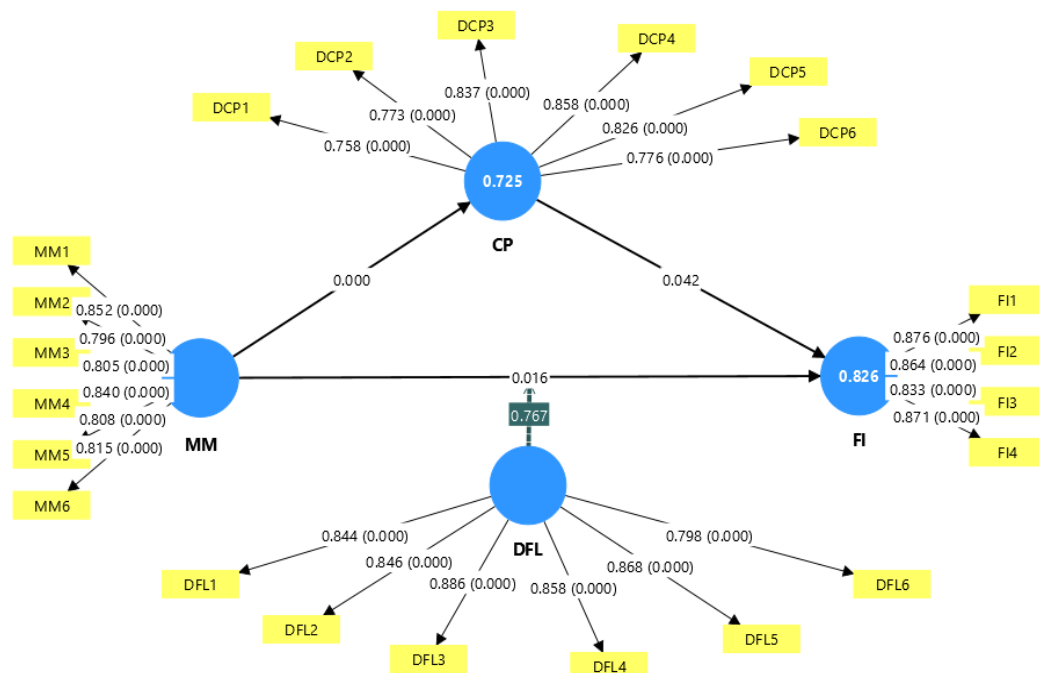 DCP3
DCP2
DCP4
DCP5
DCP1
DCP6
0.837 (0.000)
0.858 (0.000)
0.773 (0.000)
0.826 (0.000)
0.758 (0.000)
0.776 (0.000)
0.725
CP
MM1
MM2
MM3
MM4
MM5
MM6
0.852 (0.000)
0.796 (0.000)
0.805 (0.000)
0.840 (0.000)
0.808 (0.000)
0.815 (0.000)
MM
0.000
0.042
0.016
0.767
0.826
FI
0.876 (0.000)
0.864 (0.000)
0.833 (0.000)
0.871 (0.000)
FI1
FI2
FI3
FI4
DFL
0.844 (0.000)
0.846 (0.000)
0.886 (0.000)
0.858 (0.000)
0.868 (0.000)
0.798 (0.000)
DFL1
DFL2
DFL3
DFL4
DFL5
DFL6